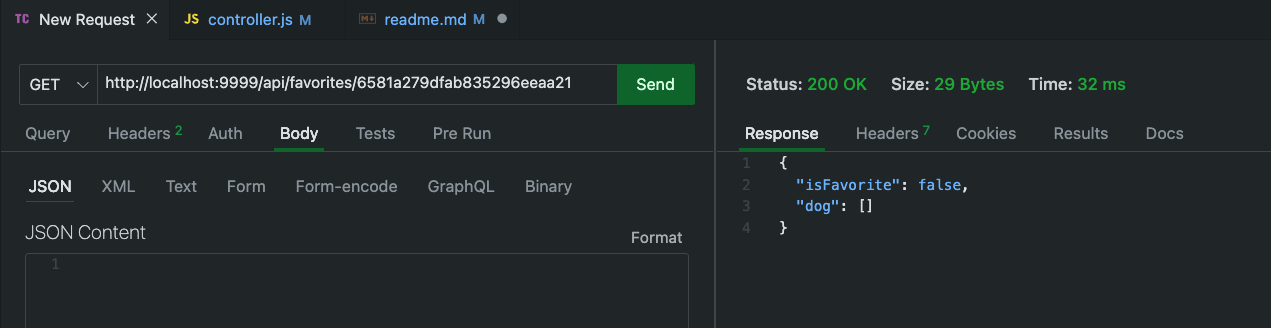 TC New Request × JS controller.js M readme.md M
GET http://localhost:9999/api/favorites/6581a279dfab835296eeaa21 Send
Status: 200 OK Size: 29 Bytes Time: 32 ms
Query Headers 2 Auth Body Tests Pre Run
Response Headers 7 Cookies Results Docs
JSON XML Text Form Form-encode GraphQL Binary
JSON Content
Format
1
1 {
2 "isFavorite": false,
3 "dog": []
4 }